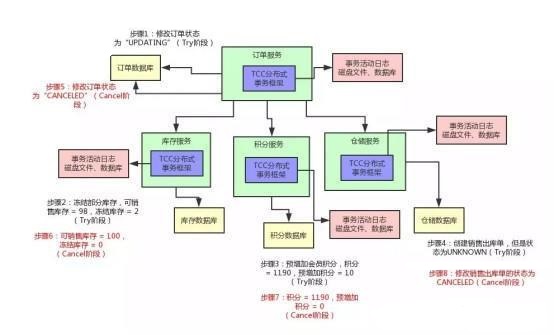 步骤1：修改订单状态
为“UPDATING”（Try阶段）
订单服务
订单数据库
TCC分布式
事务框架
事务活动日志
磁盘文件、数据库
步骤5：修改订单状态
为“CANCELED”（Cancel阶
段）
库存服务
TCC分布式
事务框架
事务活动日志
磁盘文件、数据库
积分服务
TCC分布式
事务框架
仓储服务
TCC分布式
事务框架
事务活动日志
磁盘文件、数据库
步骤2：冻结部分库存，可销
售库存 = 98，冻结库存 = 2
（Try阶段）
库存数据库
步骤6：可销售库存 = 100，
冻结库存 = 0
（Cancel阶段）
事务活动日志
磁盘文件、数据库
积分数据库
仓储数据库
步骤3：预增加会员积分，积分
= 1190，预增加积分 = 10
（Try阶段）
步骤7：积分 = 1190，预增加
积分 = 0
（Cancel阶段）
步骤4：创建销售出库单，但是状
态为UNKNOWN（Try阶段）
步骤8：修改销售出库单的状态为
CANCELED（Cancel阶段）